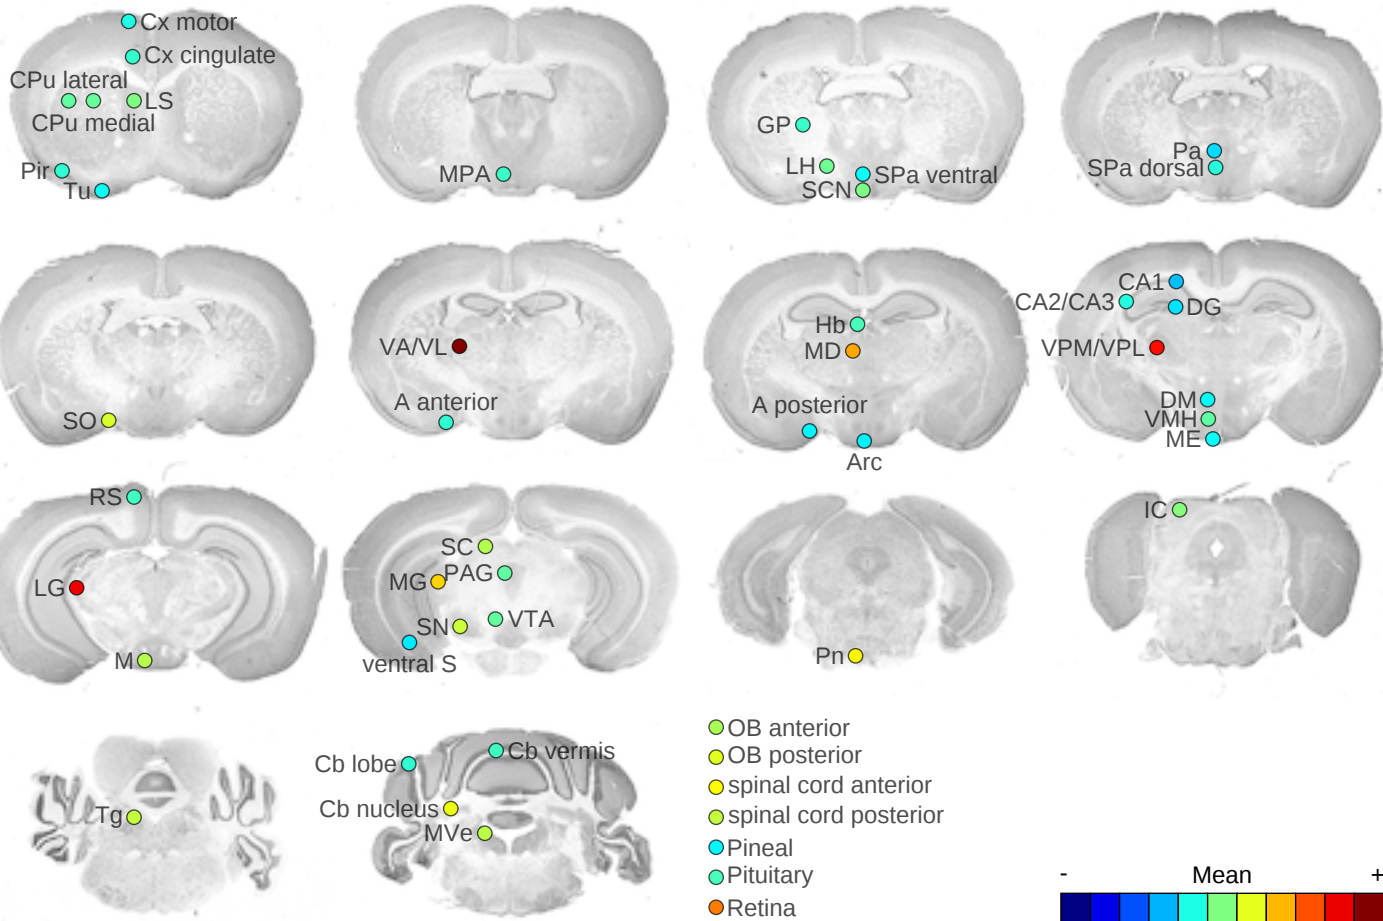 Cx motor
Cx cingulate
CPu lateral
LS
CPu medial
Pir
Tu
MPA
GP
LH
SPa ventral
SCN
Pa
SPa dorsal
SO
VA/VL
A anterior
Hb
MD
A posterior
Arc
CA1
CA2/CA3
DG
VPM/VPL
DM
VMH
ME
RS
LG
M
SC
MG
PAG
SN
VTA
ventral S
Pn
IC
Tg
Cb lobe
Cb vermis
Cb nucleus
MVe
OB anterior
OB posterior
spinal cord anterior
spinal cord posterior
Pineal
Pituitary
Retina
- Mean +